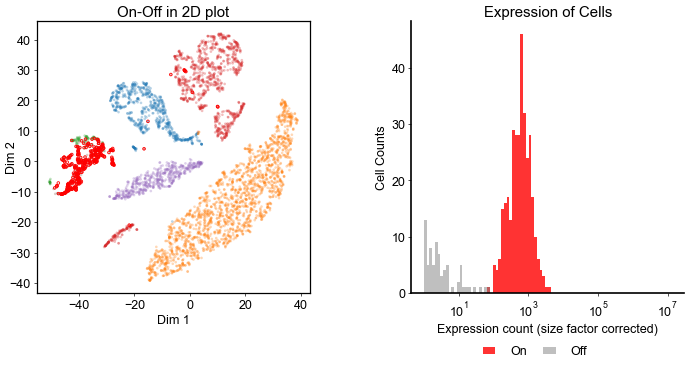 On-Off in 2D plot
Dim 2
40
30
20
10
0
−10
−20
−30
−40
−40
−20
0
20
40
Dim 1
Expression of Cells
Cell Counts
40
30
20
10
0
10^1
10^3
10^5
10^7
Expression count (size factor corrected)
On
Off